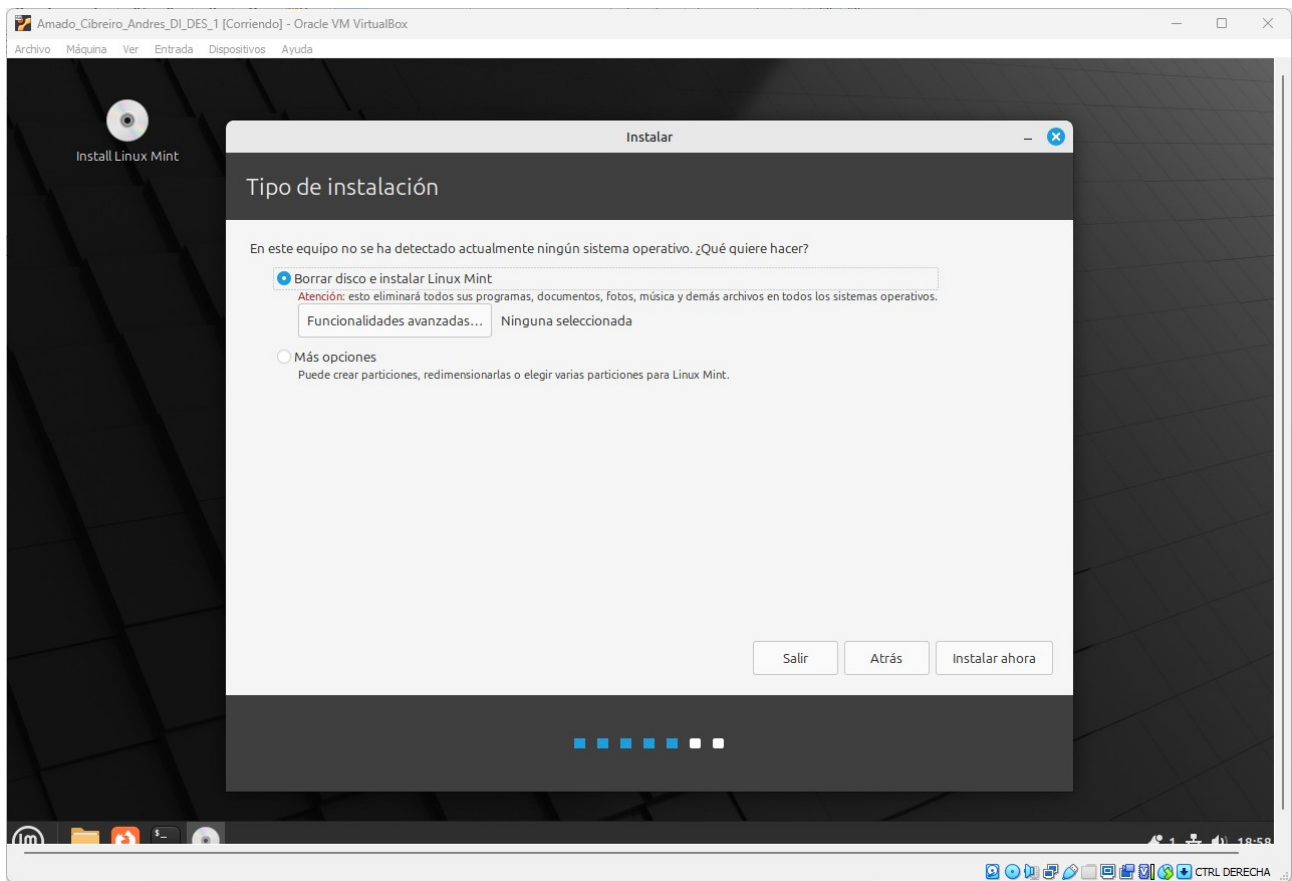 Amado_Cibreiro_Andres_DI_DES_1 [Corriendo] - Oracle VM VirtualBox
Archivo Máquina Ver Entrada Dispositivos Ayuda
Install Linux Mint
Instalar
Tipo de instalación
En este equipo no se ha detectado actualmente ningún sistema operativo. ¿Qué quiere hacer?
Borrar disco e instalar Linux Mint
Atención: esto eliminará todos sus programas, documentos, fotos, música y demás archivos en todos los sistemas operativos.
Funcionalidades avanzadas... Ninguna seleccionada
Más opciones
Puede crear particiones, redimensionarlas o elegir varias particiones para Linux Mint.
Salir Atrás Instalar ahora
1 18:58
CTRL DERECHA